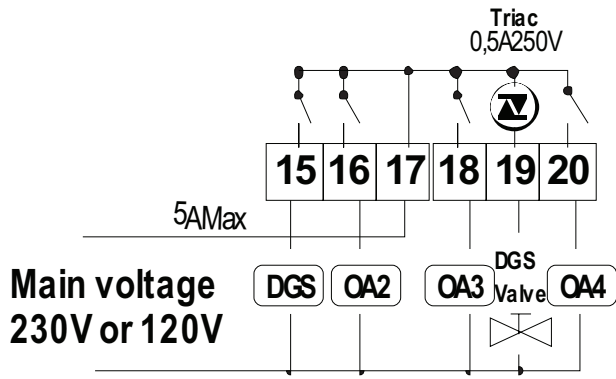 Triac
0,5A250V
15 16 17 18 19 20
5AMax
Main voltage
230V or 120V
DGS OA2 OA3 DGS
Valve OA4